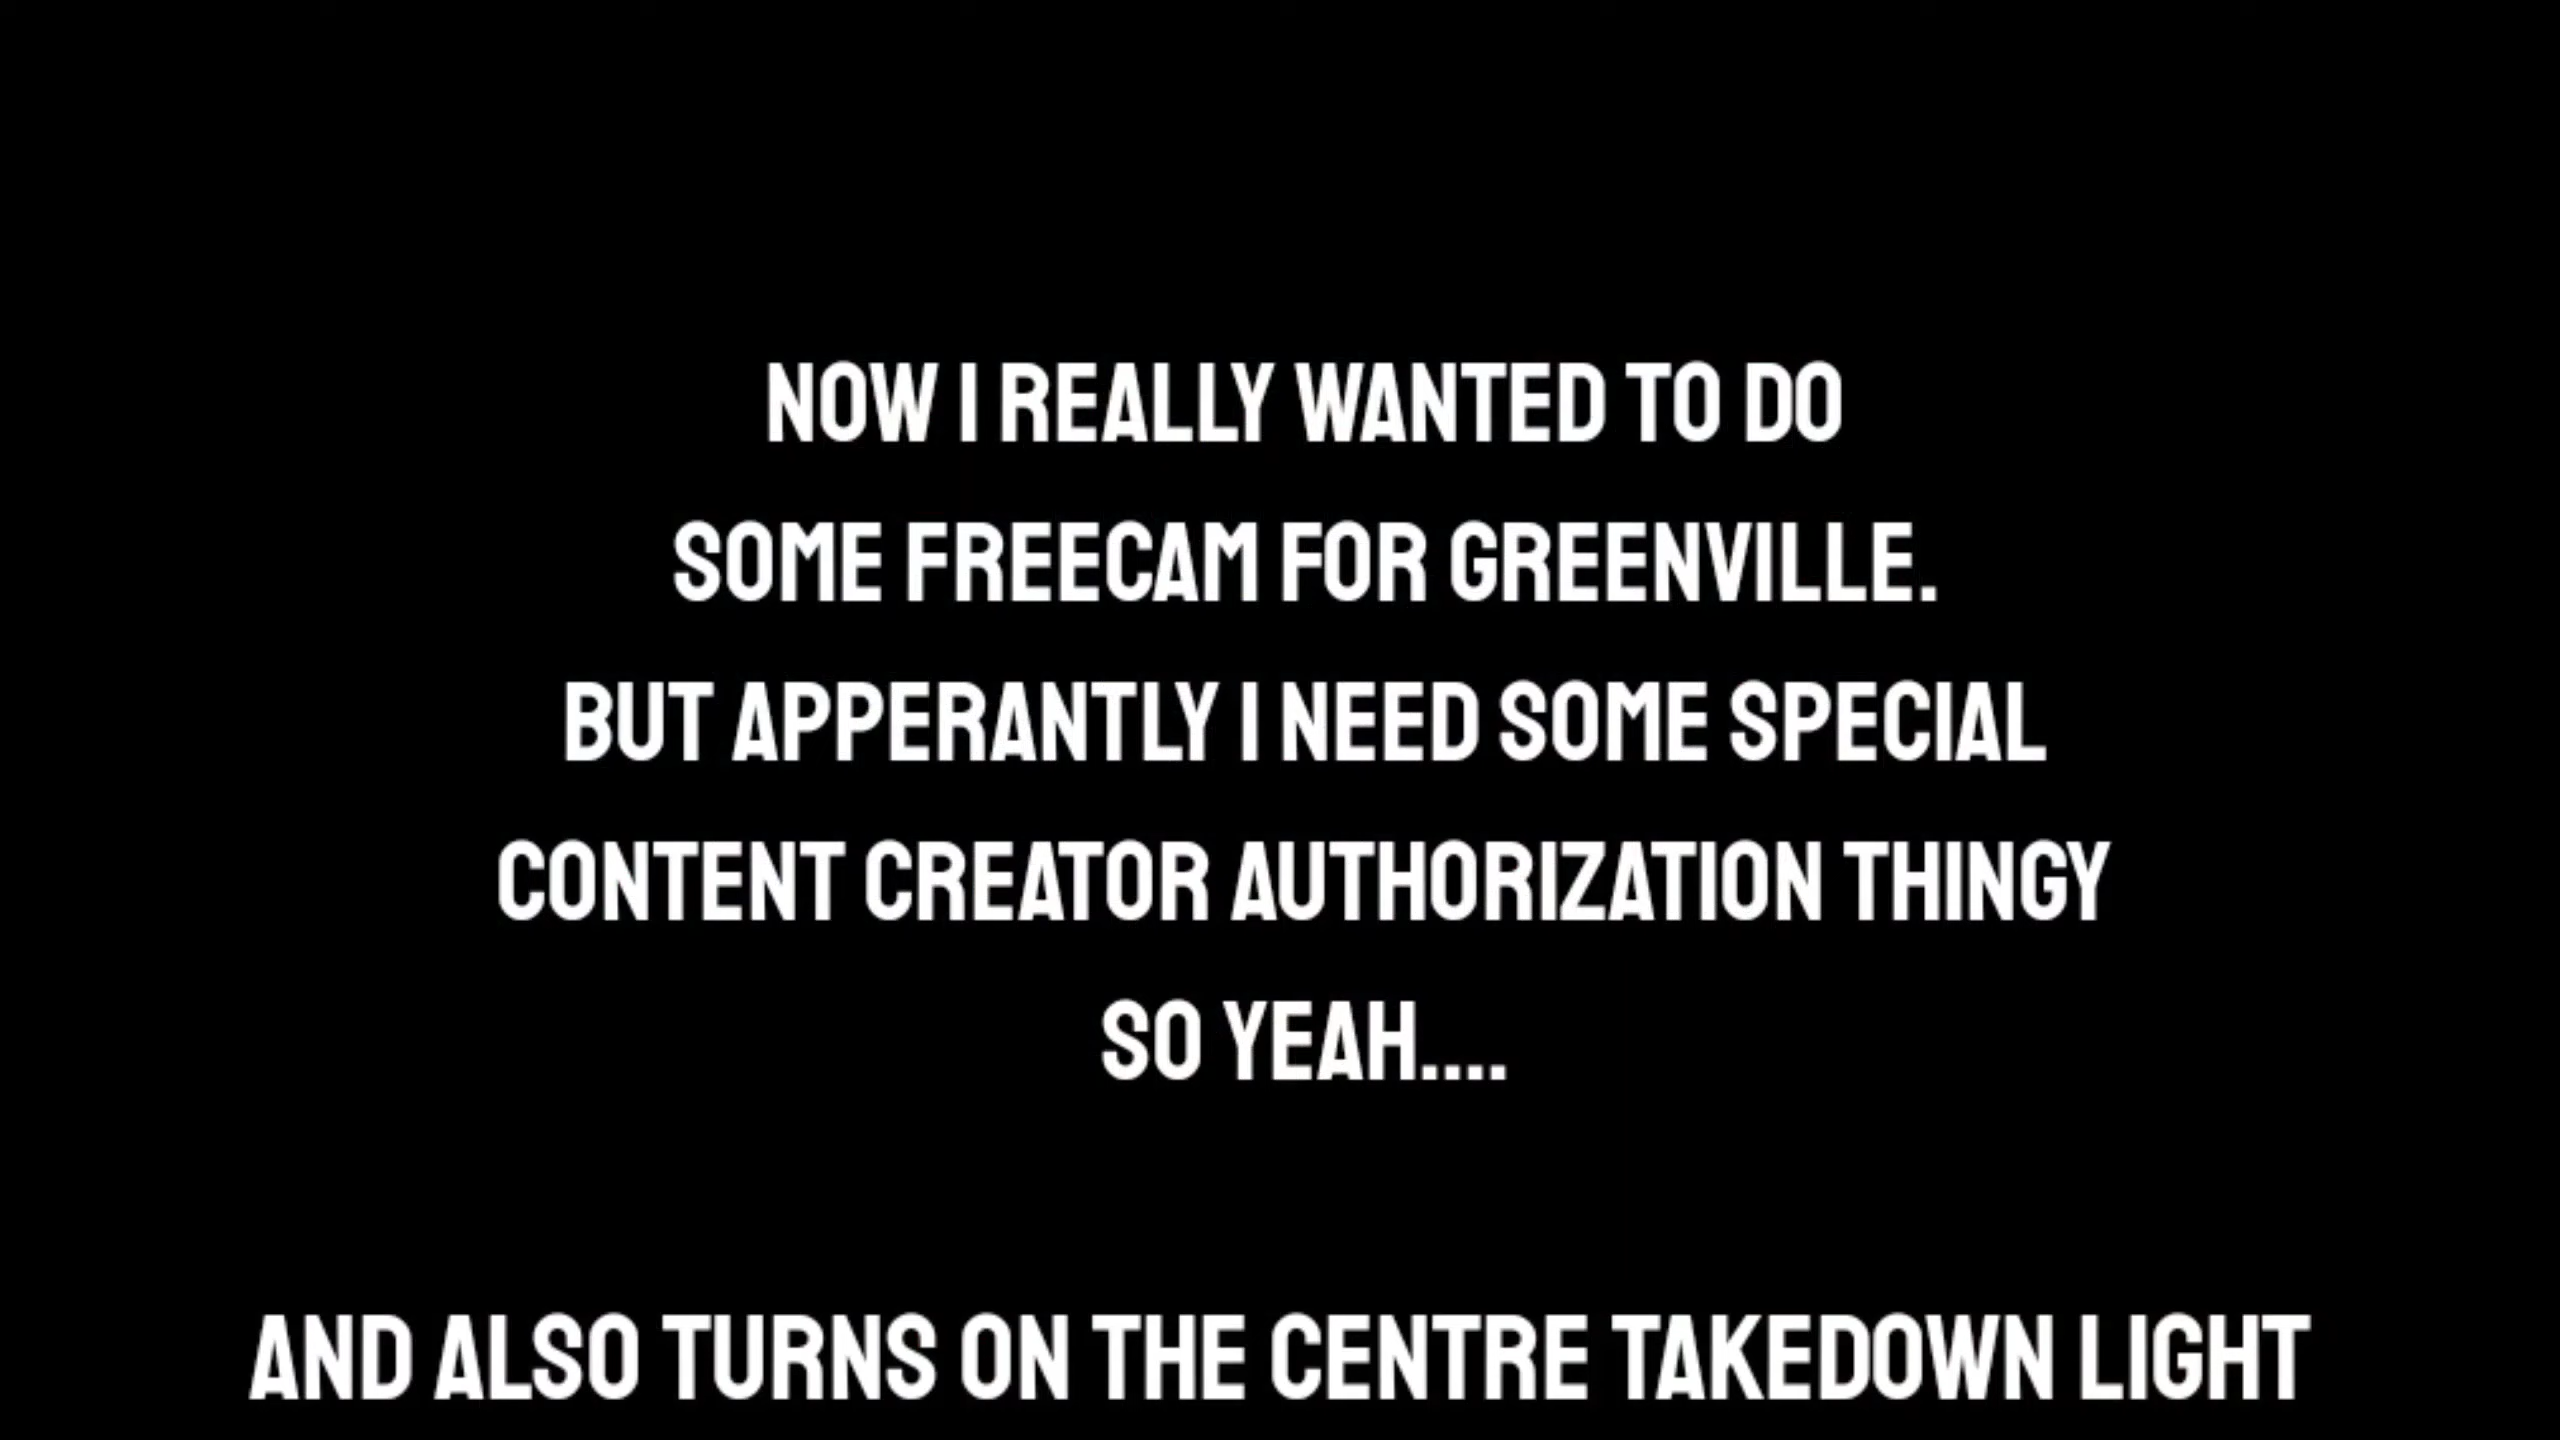 NOW I REALLY WANTED TO DO
SOME FREECAM FOR GREENVILLE.
BUT APPERANTLY I NEED SOME SPECIAL
CONTENT CREATOR AUTHORIZATION THINGY
SO YEAH....
AND ALSO TURNS ON THE CENTRE TAKEDOWN LIGHT